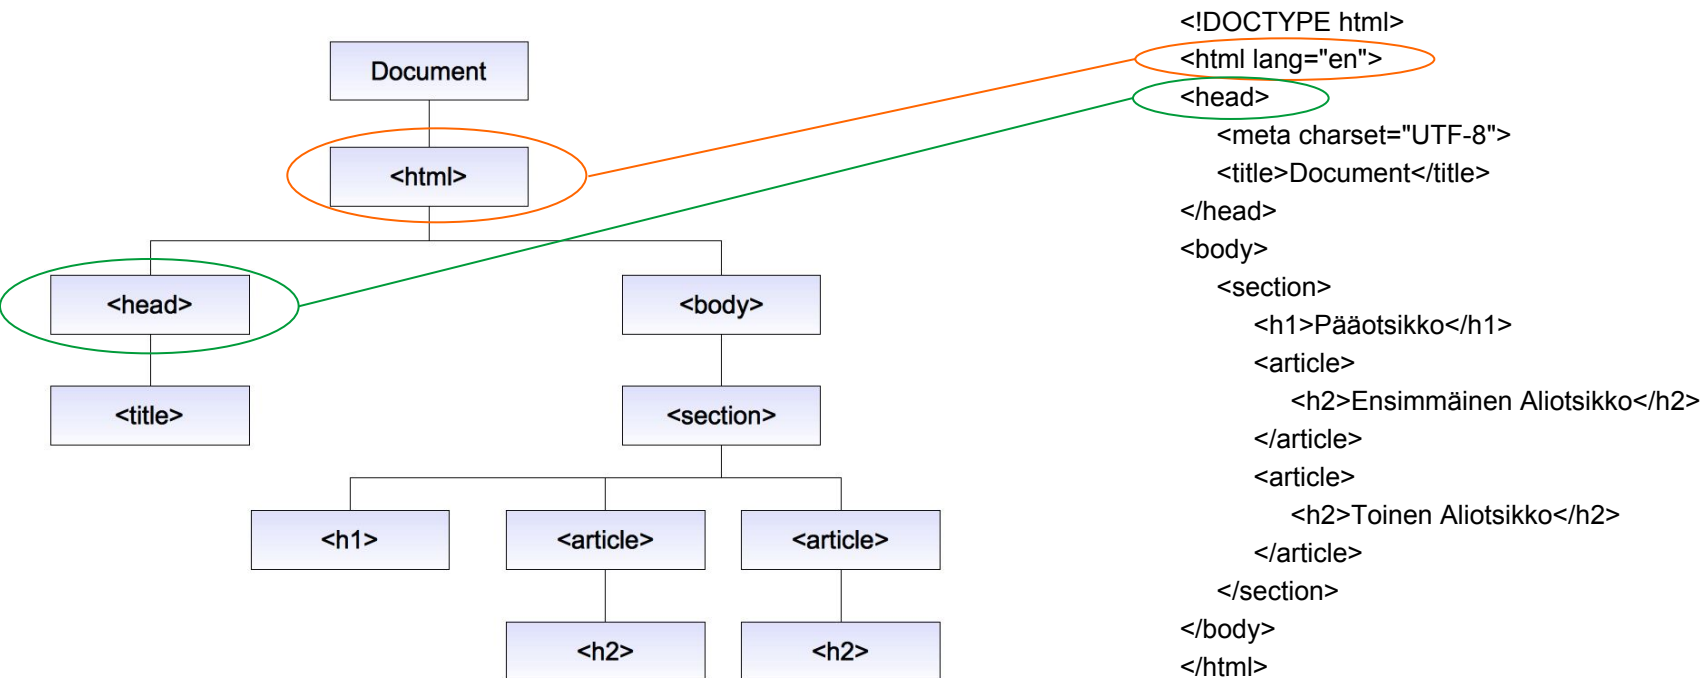 Document
<html>
<head>
<body>
<title>
<section>
<h1>
<article>
<article>
<h2>
<h2>
<!DOCTYPE html>
<html lang="en">
<head>
<meta charset="UTF-8">
<title>Document</title>
</head>
<body>
<section>
<h1>Pääotsikko</h1>
<article>
<h2>Ensimmäinen Aliotsikko</h2>
</article>
<article>
<h2>Toinen Aliotsikko</h2>
</article>
</section>
</body>
</html>